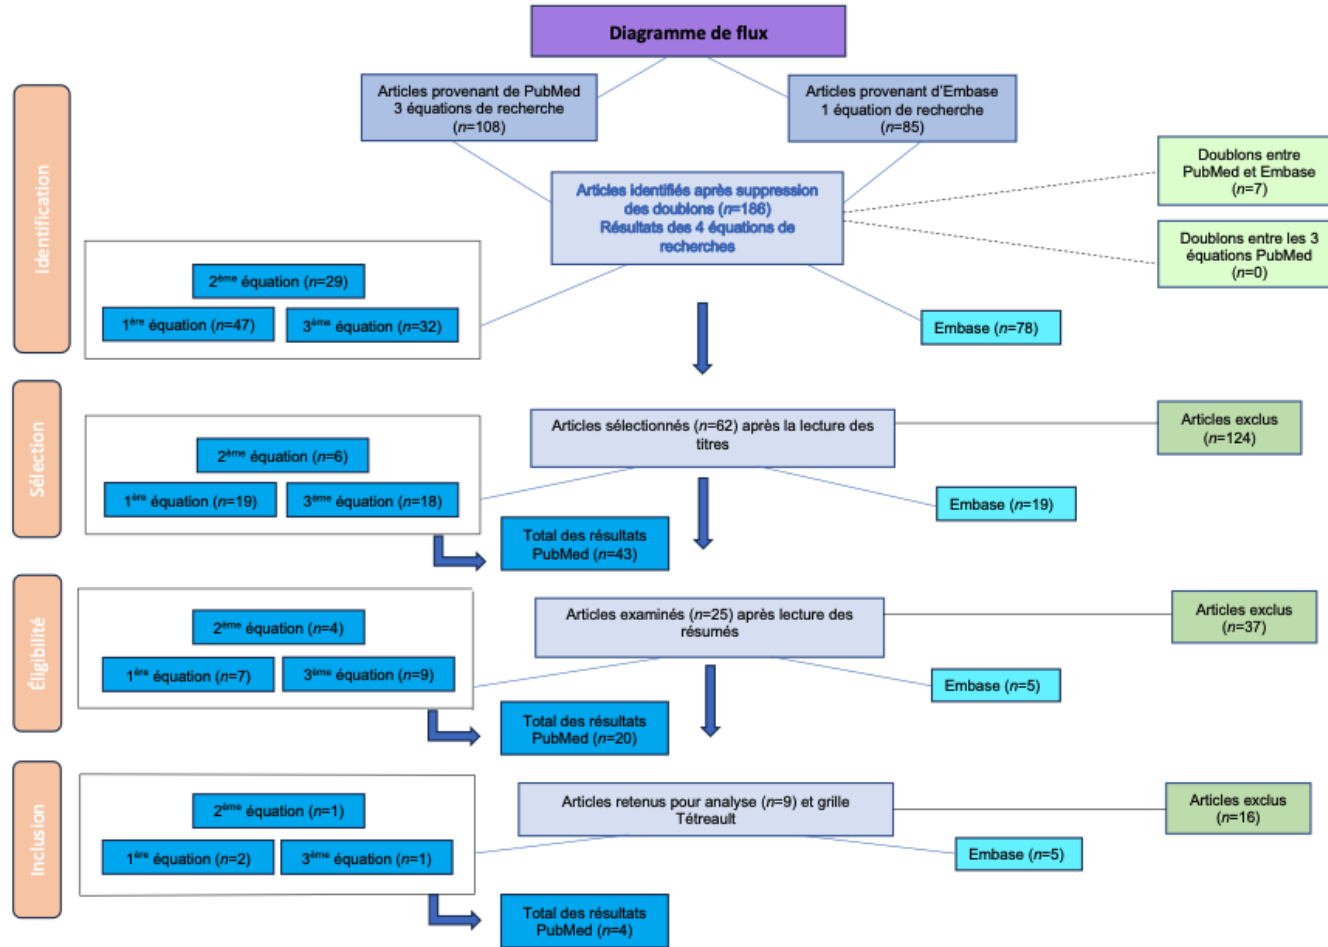 Diagramme de flux
Identification
Articles provenant de PubMed
3 équations de recherche
(n=108)
Articles provenant d'Embase
1 équation de recherche
(n=85)
Articles identifiés après suppression
des doublons (n=186)
Résultats des 4 équations de
recherches
Doublons entre
PubMed et Embase
(n=7)
Doublons entre les 3
équations PubMed
(n=0)
2ème équation (n=29)
1ère équation (n=47)
3ème équation (n=32)
Embase (n=78)
Sélection
Articles sélectionnés (n=62) après la lecture des
titres
Articles exclus
(n=124)
2ème équation (n=6)
1ère équation (n=19)
3ème équation (n=18)
Embase (n=19)
Total des résultats
PubMed (n=43)
Éligibilité
Articles examinés (n=25) après lecture des
résumés
Articles exclus
(n=37)
2ème équation (n=4)
1ère équation (n=7)
3ème équation (n=9)
Embase (n=5)
Total des résultats
PubMed (n=20)
Inclusion
Articles retenus pour analyse (n=9) et grille
Tétreault
Articles exclus
(n=16)
2ème équation (n=1)
1ère équation (n=2)
3ème équation (n=1)
Embase (n=5)
Total des résultats
PubMed (n=4)